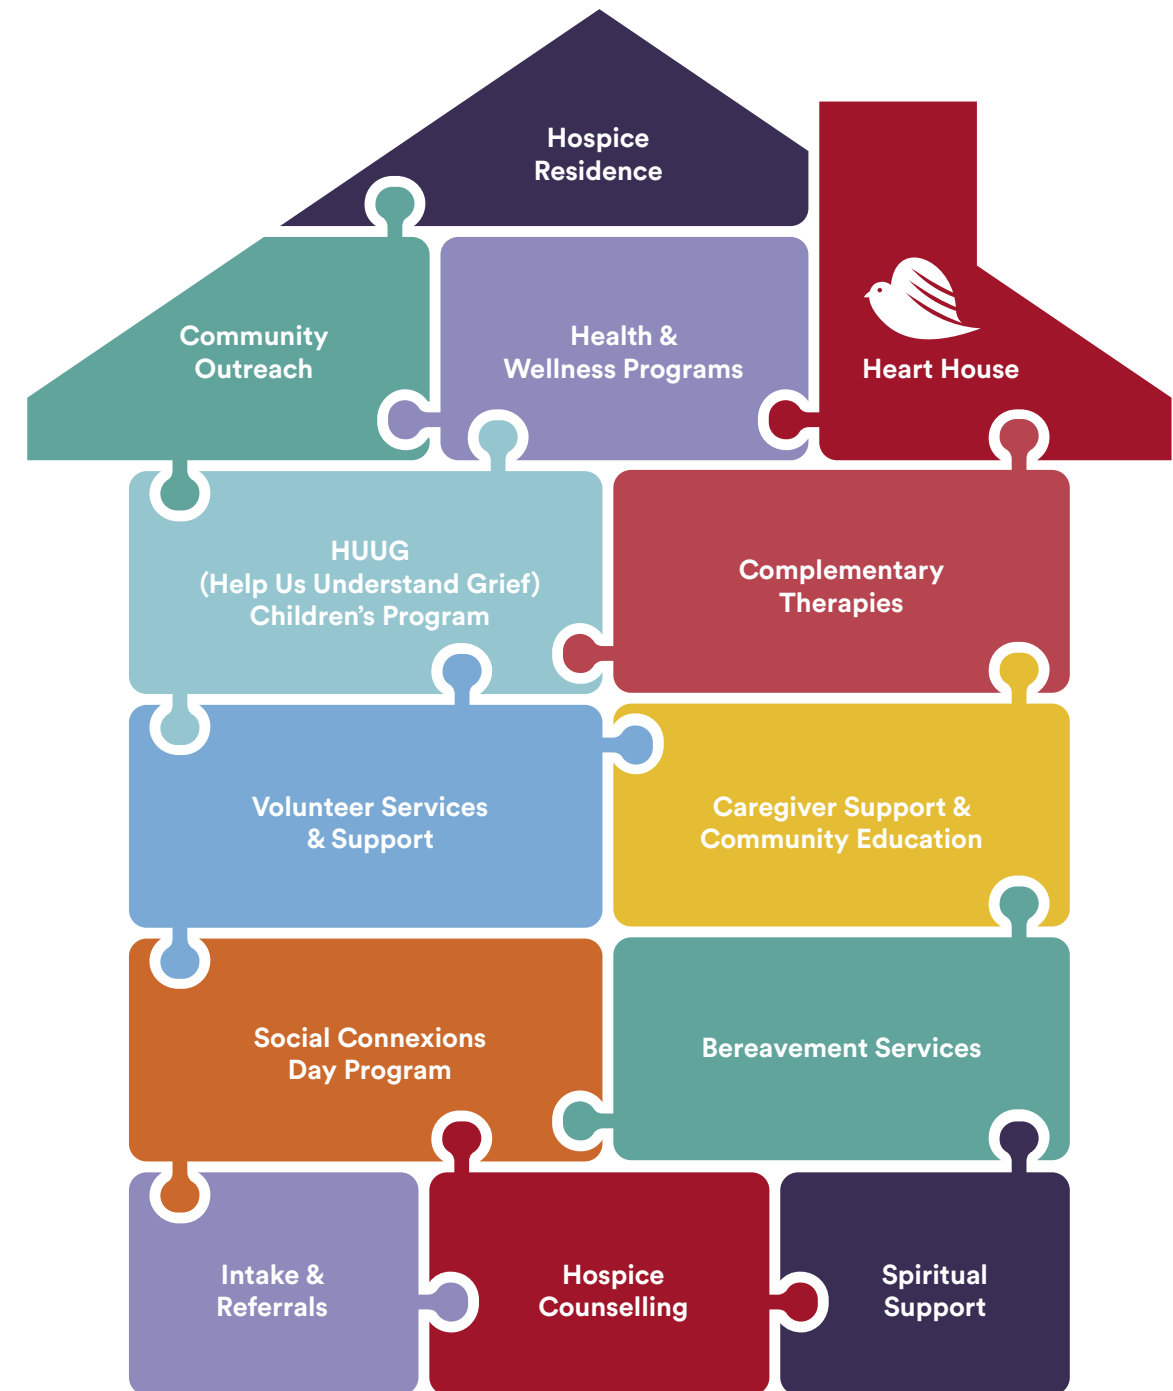 Hospice
Residence
Community
Outreach
Health &
Wellness Programs
Heart House
HUUG
(Help Us Understand Grief)
Children’s Program
Complementary
Therapies
Volunteer Services
& Support
Caregiver Support &
Community Education
Social Connexions
Day Program
Bereavement Services
Intake &
Referrals
Hospice
Counselling
Spiritual
Support